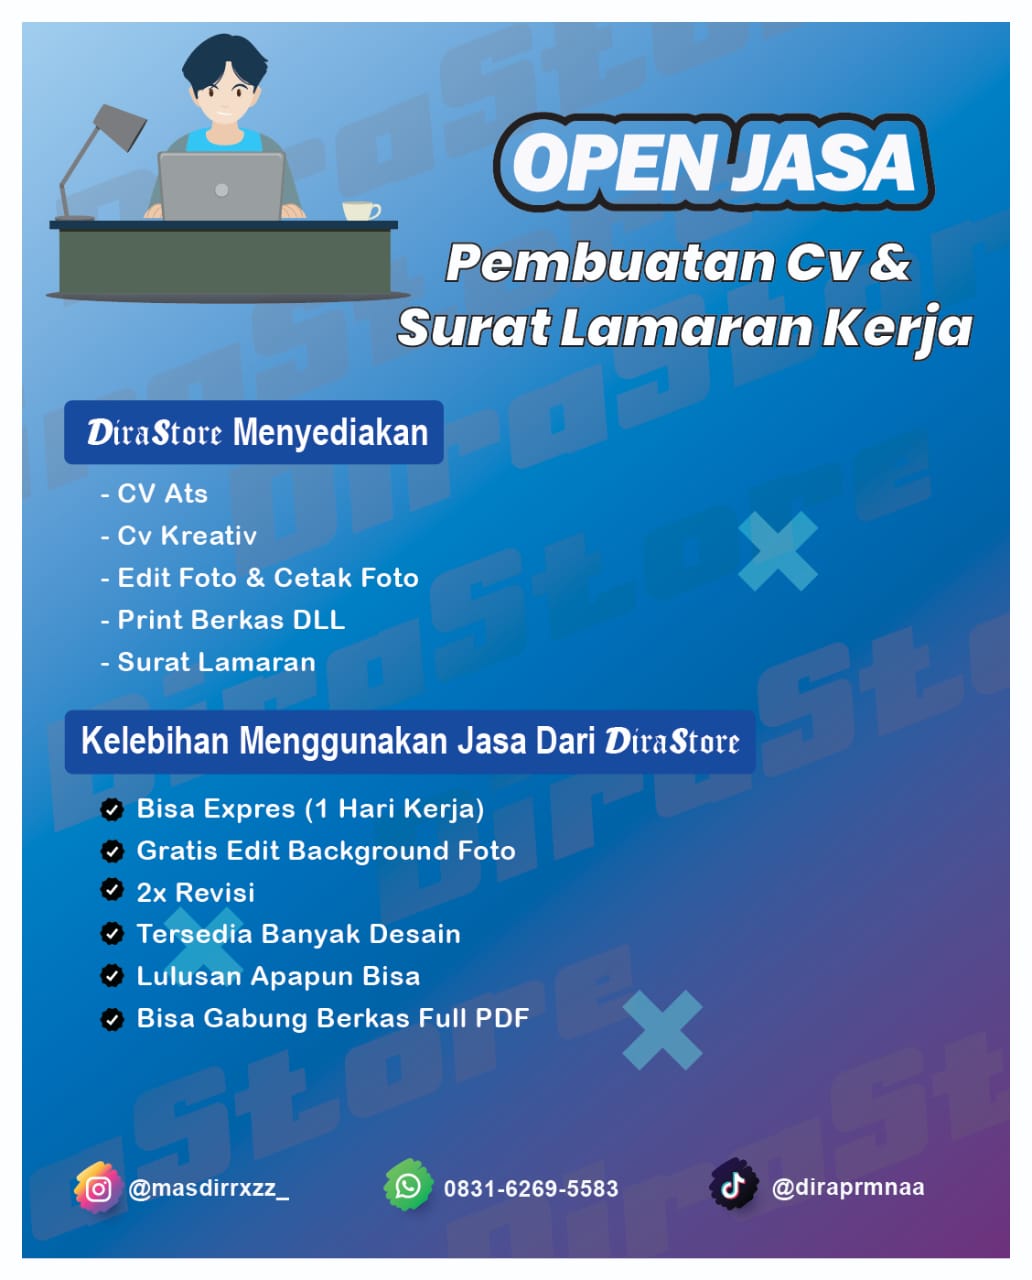 OPEN JASA
Pembuatan Cv &
Surat Lamaran Kerja
DiraStore Menyediakan
- CV Ats
- Cv Kreativ
- Edit Foto & Cetak Foto
- Print Berkas DLL
- Surat Lamaran
Kelebihan Menggunakan Jasa Dari DiraStore
Bisa Expres (1 Hari Kerja)
Gratis Edit Background Foto
2x Revisi
Tersedia Banyak Desain
Lulusan Apapun Bisa
Bisa Gabung Berkas Full PDF
@masdirrxzz_
0831-6269-5583
@diraprmnaa